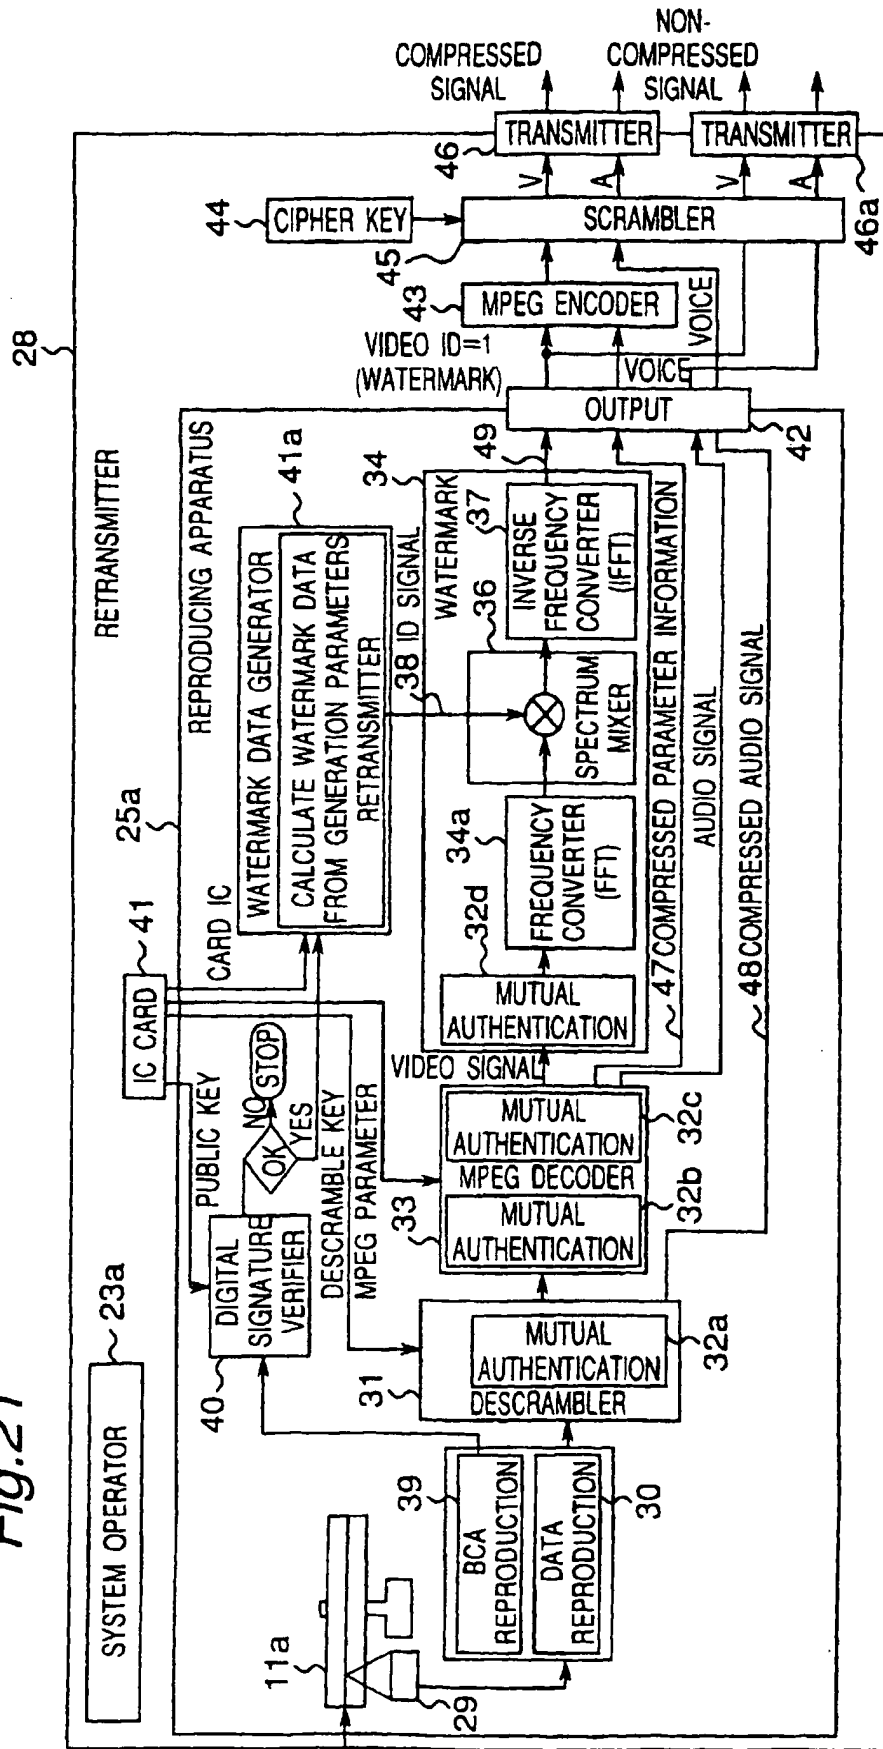 Fig.21
28
RETRANSMITTER
SYSTEM OPERATOR
23a
25a
REPRODUCING APPARATUS
11a
29
39
BCA
REPRODUCTION
DATA
REPRODUCTION
30
40
DIGITAL
SIGNATURE
VERIFIER
PUBLIC KEY
IC CARD
41
NO
STOP
OK
YES
DESCRAMBLE KEY
MPEG PARAMETER
CARD IC
31
MUTUAL
AUTHENTICATION
DESCRAMBLER
32a
33
MUTUAL
AUTHENTICATION
MPEG DECODER
MUTUAL
AUTHENTICATION
32b
32c
VIDEO SIGNAL
WATERMARK DATA GENERATOR
41a
CALCULATE WATERMARK DATA
FROM GENERATION PARAMETERS
RETRANSMITTER
38 ID SIGNAL
34
WATERMARK
MUTUAL
AUTHENTICATION
32d
FREQUENCY
CONVERTER
(FFT)
34a
36
SPECTRUM
MIXER
37
INVERSE
FREQUENCY
CONVERTER
(IFFT)
49
47 COMPRESSED PARAMETER INFORMATION
AUDIO SIGNAL
48 COMPRESSED AUDIO SIGNAL
OUTPUT
42
VIDEO ID=1
(WATERMARK)
VOICE
VOICE
43
MPEG ENCODER
44
CIPHER KEY
45
SCRAMBLER
V
A
V
A
46
TRANSMITTER
TRANSMITTER
46a
COMPRESSED
SIGNAL
NON-
COMPRESSED
SIGNAL